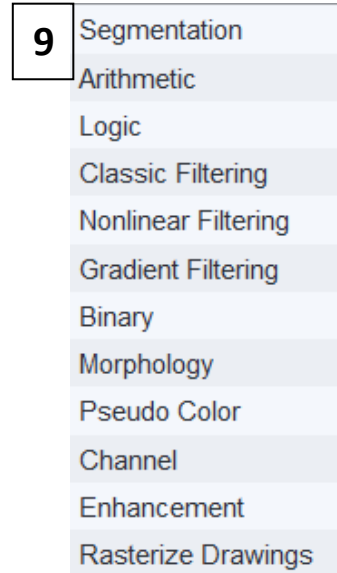 9
Segmentation
Arithmetic
Logic
Classic Filtering
Nonlinear Filtering
Gradient Filtering
Binary
Morphology
Pseudo Color
Channel
Enhancement
Rasterize Drawings